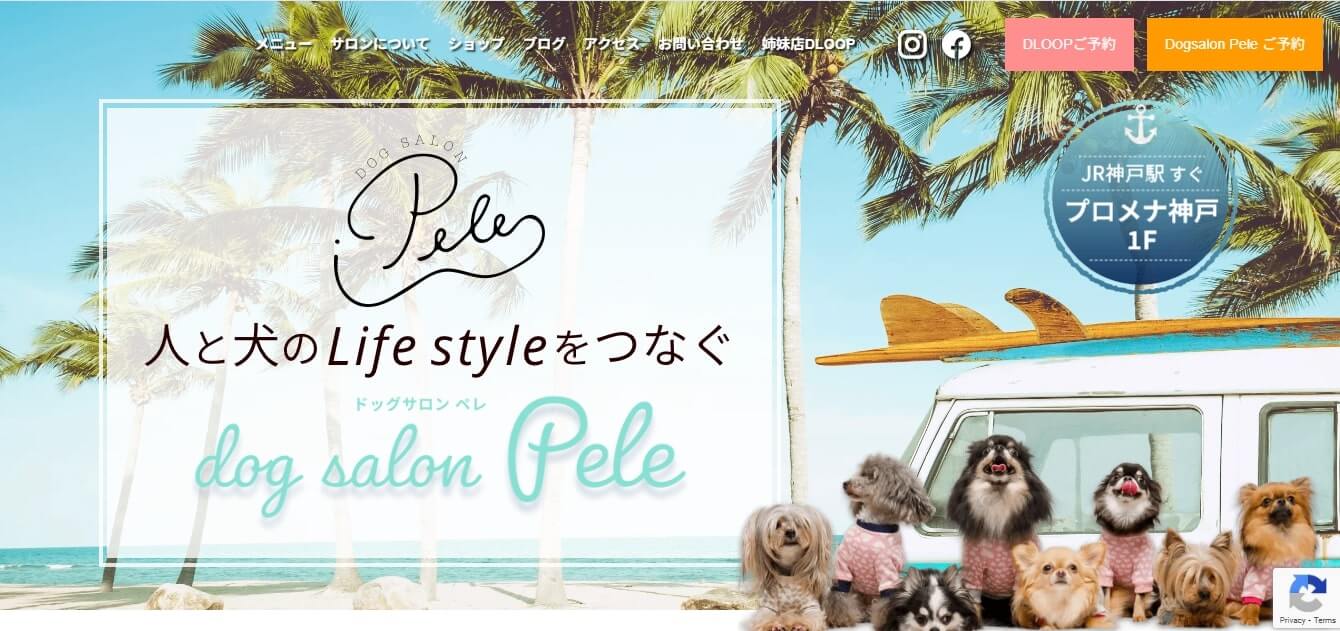 メニュー サロンについて ショップ ブログ アクセス お問い合わせ 姉妹店DLOOP DLOOPご予約 Dogsalon Pele ご予約
DOG SALON
Pele
JR神戸駅 すぐ
プロメナ神戸
1F
人と犬のLife styleをつなぐ
ドッグサロン ペレ
dog salon Pele
Privacy - Terms